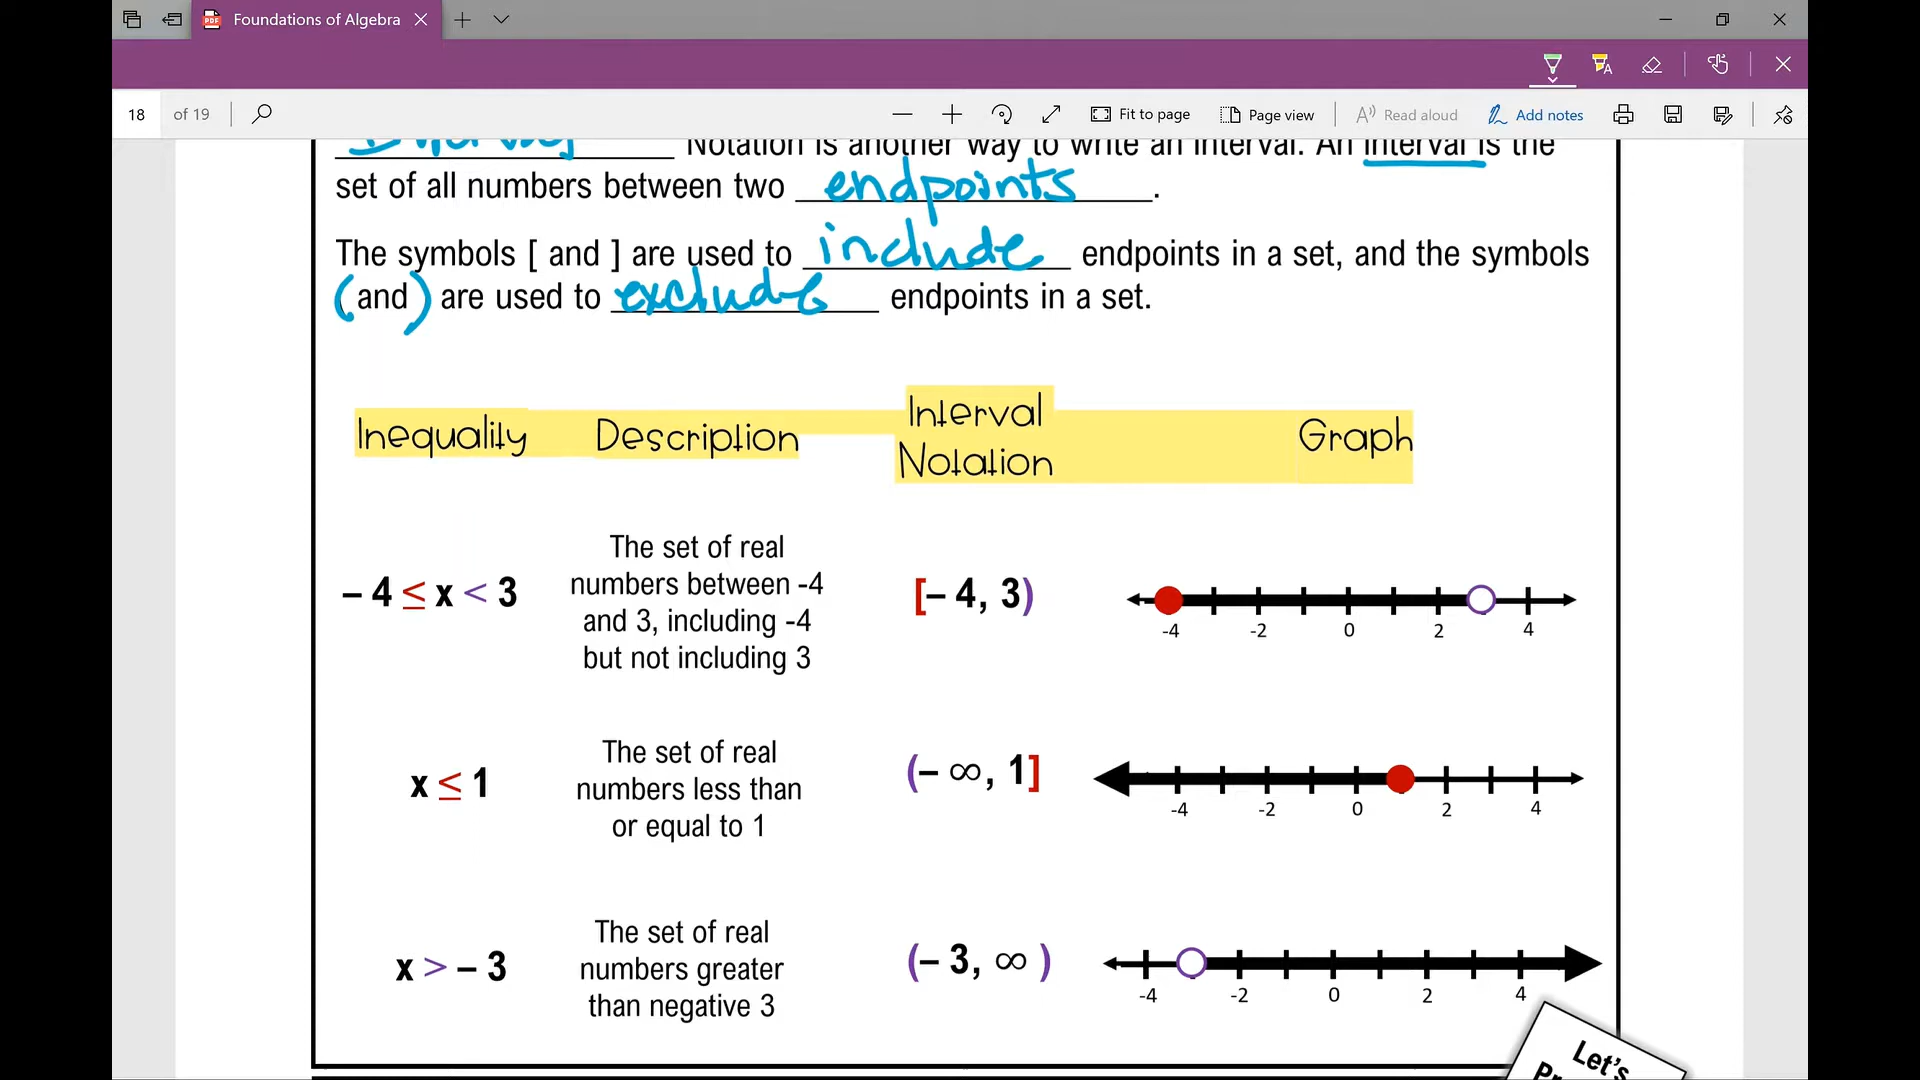 Foundations of Algebra
18 of 19
Fit to page
Page view
Read aloud
Add notes
Interval Notation is another way to write an interval. An interval is the
set of all numbers between two endpoints.
The symbols [ and ] are used to include endpoints in a set, and the symbols
( and ) are used to exclude endpoints in a set.
Inequality Description Interval Notation Graph
– 4 ≤ x < 3
The set of real
numbers between -4
and 3, including -4
but not including 3
[– 4, 3)
-4 -2 0 2 4
x ≤ 1
The set of real
numbers less than
or equal to 1
(– ∞, 1]
-4 -2 0 2 4
x > – 3
The set of real
numbers greater
than negative 3
(– 3, ∞ )
-4 -2 0 2 4
Let's